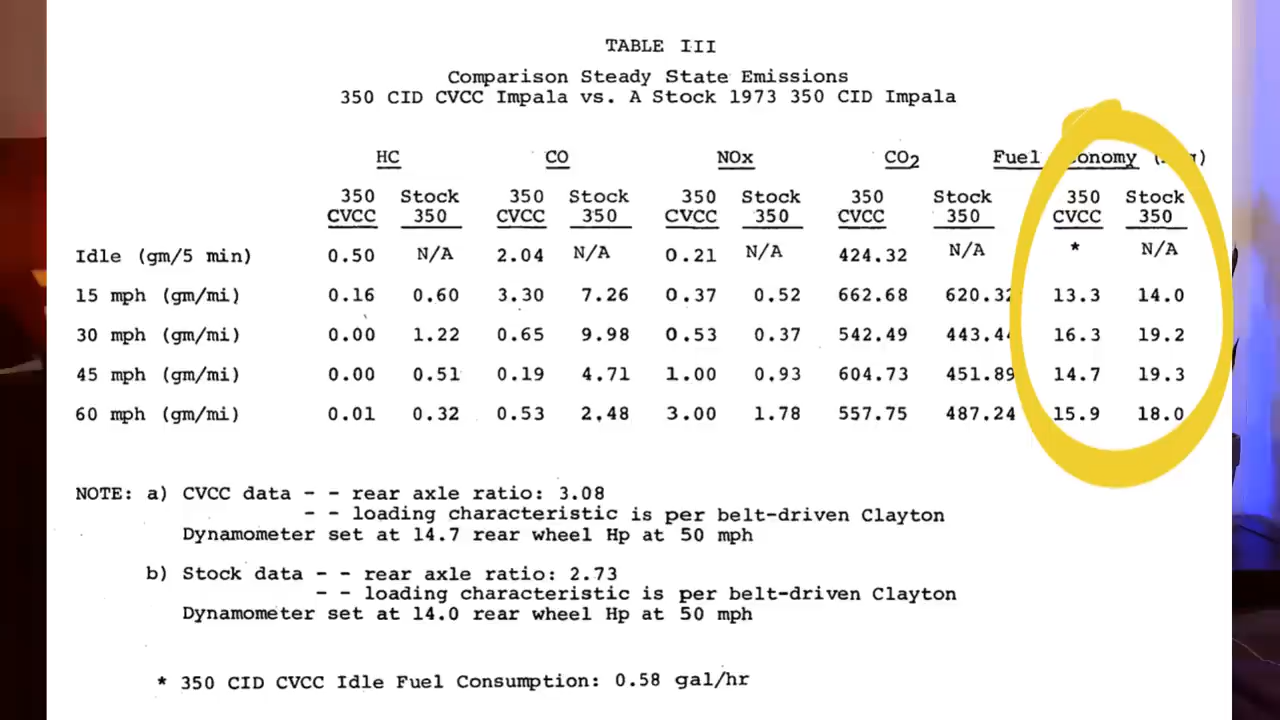 TABLE III
Comparison Steady State Emissions
350 CID CVCC Impala vs. A Stock 1973 350 CID Impala
HC CO NOx CO2 Fuel
350 Stock 350 Stock 350 Stock 350 Stock 350 Stock
CVCC 350 CVCC 350 CVCC 350 CVCC 350 CVCC 350
Idle (gm/5 min) 0.50 N/A 2.04 N/A 0.21 N/A 424.32 N/A * N/A
15 mph (gm/mi) 0.16 0.60 3.30 7.26 0.37 0.52 662.68 620.32 13.3 14.0
30 mph (gm/mi) 0.00 1.22 0.65 9.98 0.53 0.37 542.49 443.44 16.3 19.2
45 mph (gm/mi) 0.00 0.51 0.19 4.71 1.00 0.93 604.73 451.89 14.7 19.3
60 mph (gm/mi) 0.01 0.32 0.53 2.48 3.00 1.78 557.75 487.24 15.9 18.0
NOTE: a) CVCC data - - rear axle ratio: 3.08
- - loading characteristic is per belt-driven Clayton
Dynamometer set at 14.7 rear wheel Hp at 50 mph
b) Stock data - - rear axle ratio: 2.73
- - loading characteristic is per belt-driven Clayton
Dynamometer set at 14.0 rear wheel Hp at 50 mph
* 350 CID CVCC Idle Fuel Consumption: 0.58 gal/hr